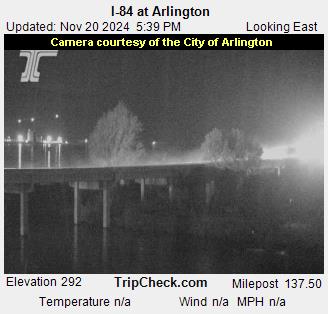 I-84 at Arlington
Updated: Nov 20 2024 5:39 PM Looking East
Camera courtesy of the City of Arlington
Elevation 292 TripCheck.com Milepost 137.50
Temperature n/a Wind n/a MPH n/a